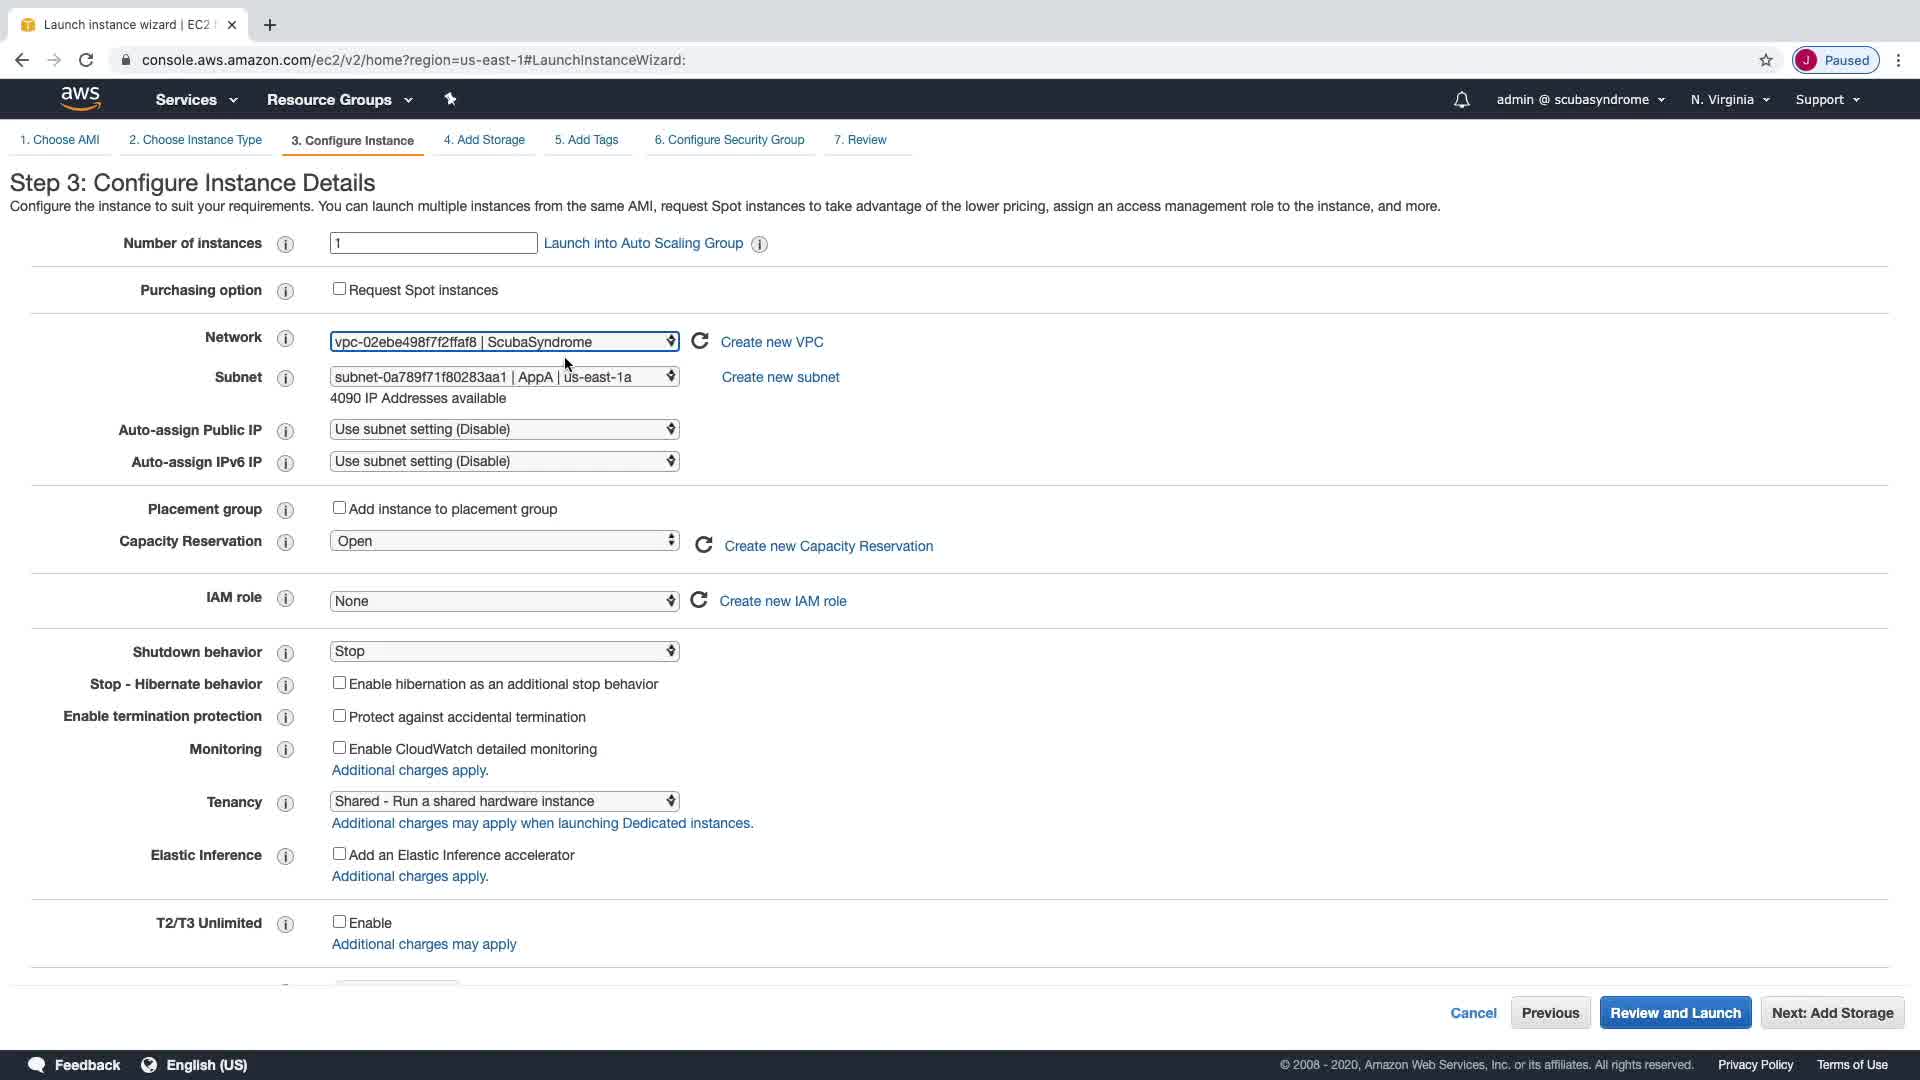 Launch instance wizard | EC2
console.aws.amazon.com/ec2/v2/home?region=us-east-1#LaunchInstanceWizard:
J Paused
aws Services Resource Groups admin @ scubasyndrome N. Virginia Support
1. Choose AMI 2. Choose Instance Type 3. Configure Instance 4. Add Storage 5. Add Tags 6. Configure Security Group 7. Review
Step 3: Configure Instance Details
Configure the instance to suit your requirements. You can launch multiple instances from the same AMI, request Spot instances to take advantage of the lower pricing, assign an access management role to the instance, and more.
Number of instances i 1 Launch into Auto Scaling Group i
Purchasing option i Request Spot instances
Network i vpc-02ebe498f7f2ffaf8 | ScubaSyndrome Create new VPC
Subnet i subnet-0a789f71f80283aa1 | AppA | us-east-1a Create new subnet
4090 IP Addresses available
Auto-assign Public IP i Use subnet setting (Disable)
Auto-assign IPv6 IP i Use subnet setting (Disable)
Placement group i Add instance to placement group
Capacity Reservation i Open Create new Capacity Reservation
IAM role i None Create new IAM role
Shutdown behavior i Stop
Stop - Hibernate behavior i Enable hibernation as an additional stop behavior
Enable termination protection i Protect against accidental termination
Monitoring i Enable CloudWatch detailed monitoring
Additional charges apply.
Tenancy i Shared - Run a shared hardware instance
Additional charges may apply when launching Dedicated instances.
Elastic Inference i Add an Elastic Inference accelerator
Additional charges apply.
T2/T3 Unlimited i Enable
Additional charges may apply
Cancel Previous Review and Launch Next: Add Storage
Feedback English (US) © 2008 - 2020, Amazon Web Services, Inc. or its affiliates. All rights reserved. Privacy Policy Terms of Use